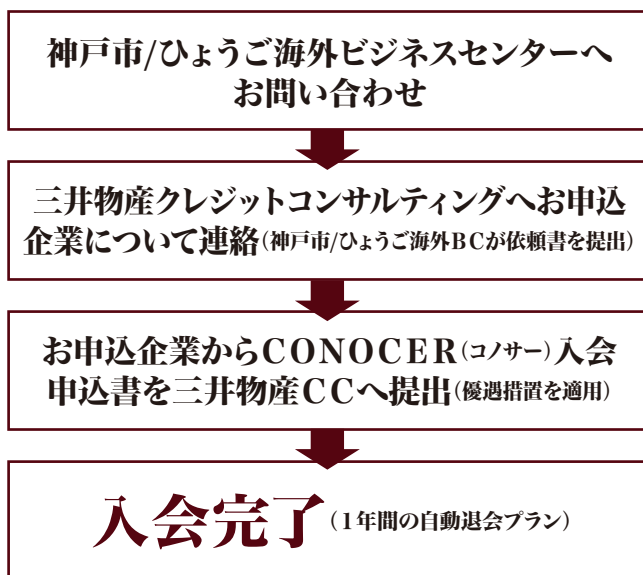 神戸市/ひょうご海外ビジネスセンターへ
お問い合わせ
三井物産クレジットコンサルティングへお申込
企業について連絡(神戸市/ひょうご海外BCが依頼書を提出)
お申込企業からCONOCER(コノサー)入会
申込書を三井物産CCへ提出(優遇措置を適用)
入会完了(1年間の自動退会プラン)